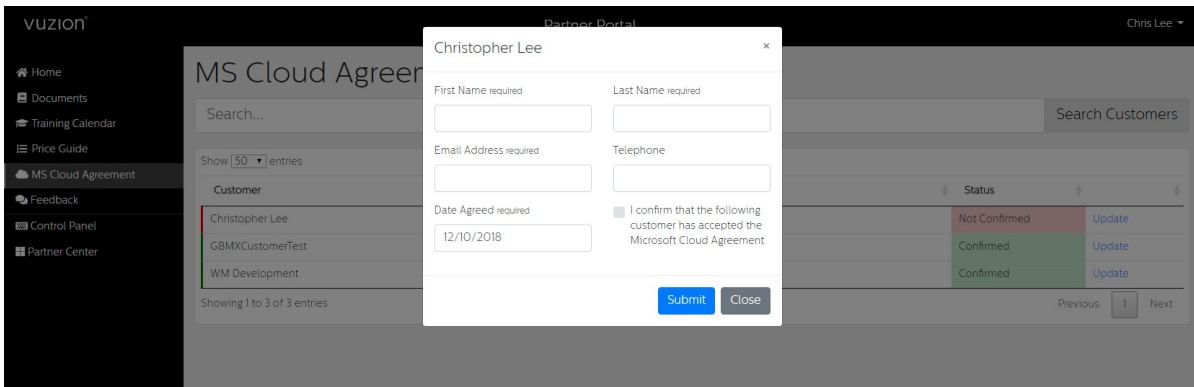 vuzion®
Partner Portal
Chris Lee
Home
Documents
Training Calendar
Price Guide
MS Cloud Agreement
Feedback
Control Panel
Partner Center
MS Cloud Agreer
Search...
Search Customers
Show 50 entries
Customer
Status
Christopher Lee
Not Confirmed
Update
GBMXCustomerTest
Confirmed
Update
WM Development
Confirmed
Update
Showing 1 to 3 of 3 entries
Previous 1 Next
Christopher Lee
×
First Name required
Last Name required
Email Address required
Telephone
Date Agreed required
12/10/2018
I confirm that the following
customer has accepted the
Microsoft Cloud Agreement
Submit
Close